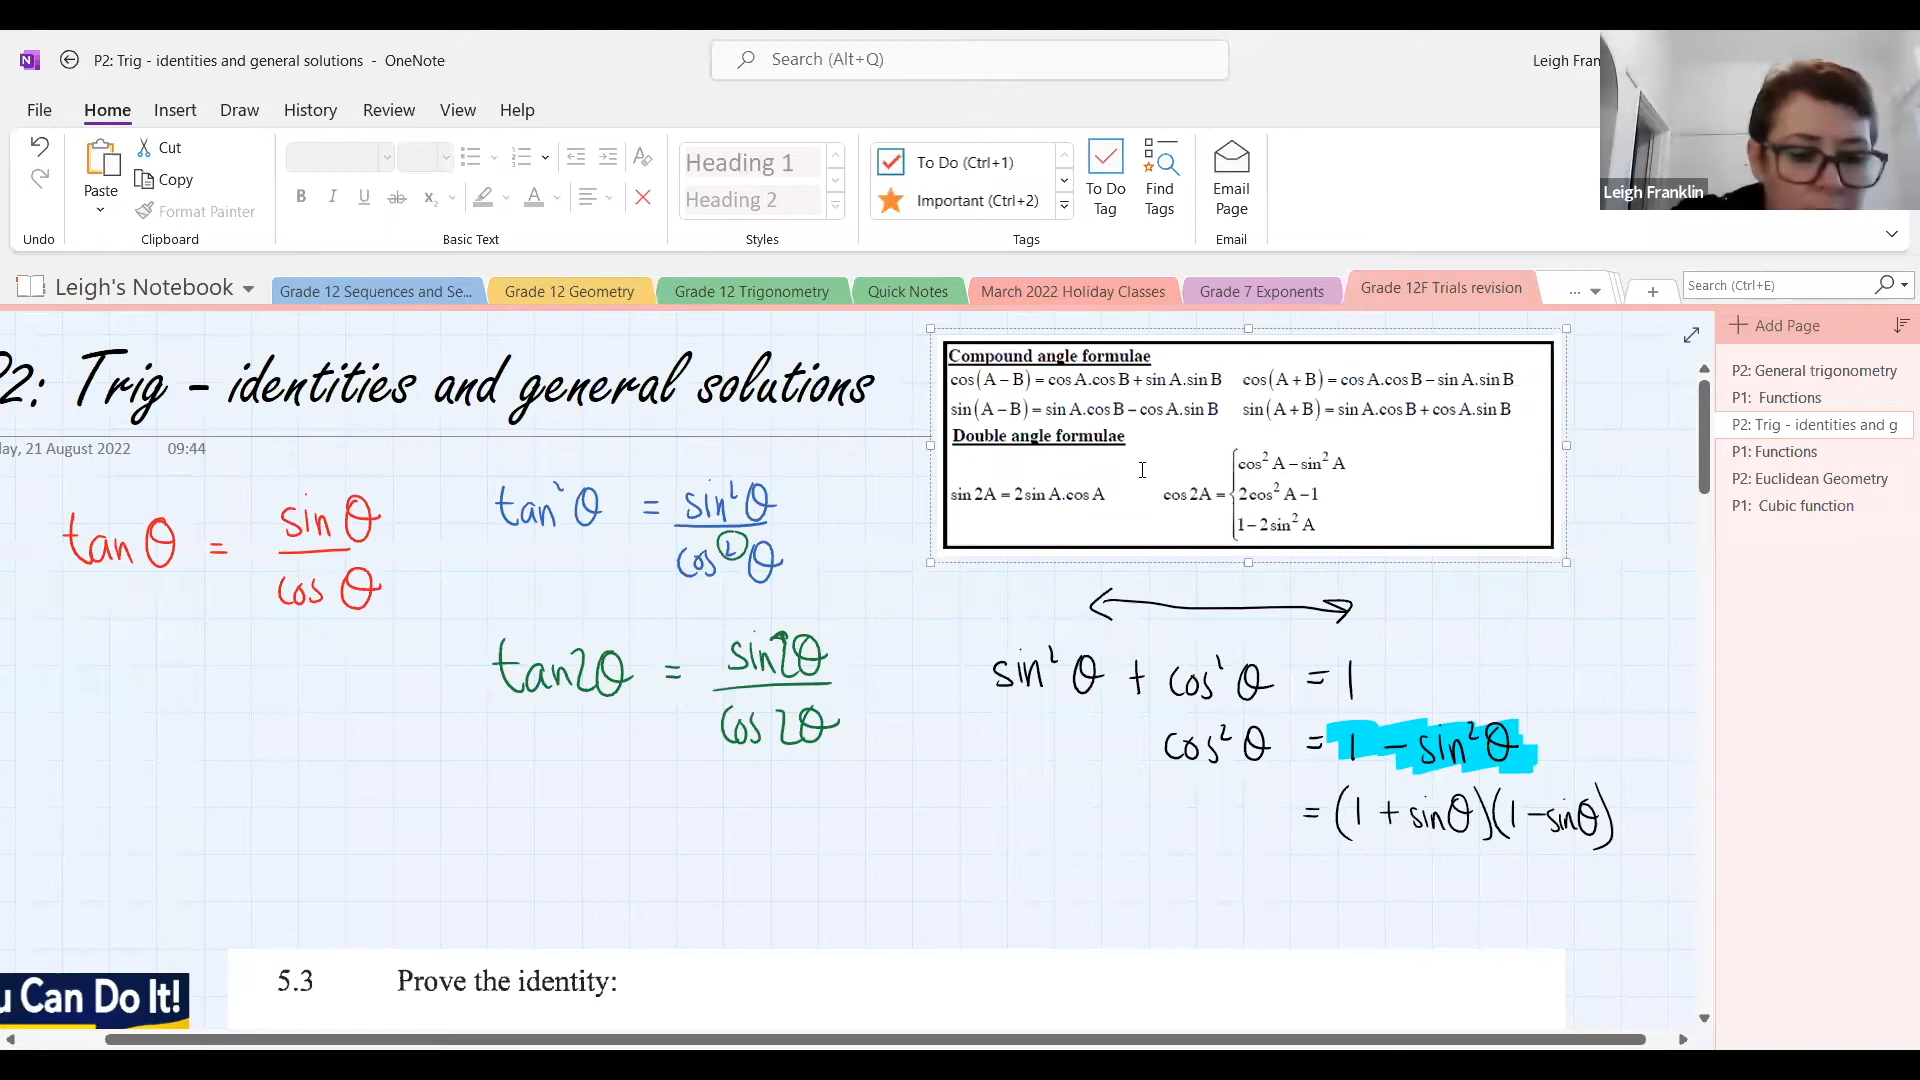 P2: Trig - identities and general solutions - OneNote
Search (Alt+Q)
Leigh Fran
Leigh Franklin
File Home Insert Draw History Review View Help
Cut
Copy
Format Painter
Paste
Undo
Clipboard
B I U ab x₂ A
Basic Text
Heading 1
Heading 2
Styles
To Do (Ctrl+1)
Important (Ctrl+2)
Tags
To Do Tag
Find Tags
Email Page
Email
Leigh's Notebook
Grade 12 Sequences and Se...
Grade 12 Geometry
Grade 12 Trigonometry
Quick Notes
March 2022 Holiday Classes
Grade 7 Exponents
Grade 12F Trials revision
...
Search (Ctrl+E)
Add Page
P2: General trigonometry
P1: Functions
P2: Trig - identities and g
P1: Functions
P2: Euclidean Geometry
P1: Cubic function
2: Trig - identities and general solutions
ay, 21 August 2022 09:44
Compound angle formulae
cos(A − B) = cos A.cos B + sin A.sin B cos(A + B) = cos A.cos B − sin A.sin B
sin(A − B) = sin A.cos B − cos A.sin B sin(A + B) = sin A.cos B + cos A.sin B
Double angle formulae
sin 2A = 2 sin A.cos A cos 2A = { cos² A − sin² A
2cos² A − 1
1 − 2 sin² A
tan θ = sin θ / cos θ
tan² θ = sin² θ / cos² θ
tan2θ = sin2θ / cos 2θ
sin² θ + cos² θ = 1
cos² θ = 1 − sin² θ
= (1 + sinθ)(1 − sinθ)
u Can Do It!
5.3 Prove the identity: